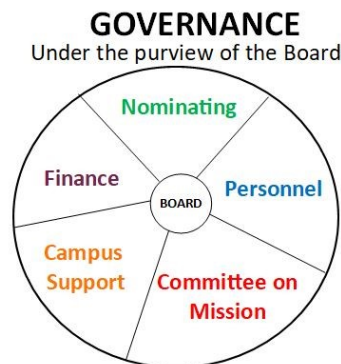 GOVERNANCE
Under the purview of the Board
Nominating
Finance
Personnel
BOARD
Campus
Support
Committee on
Mission